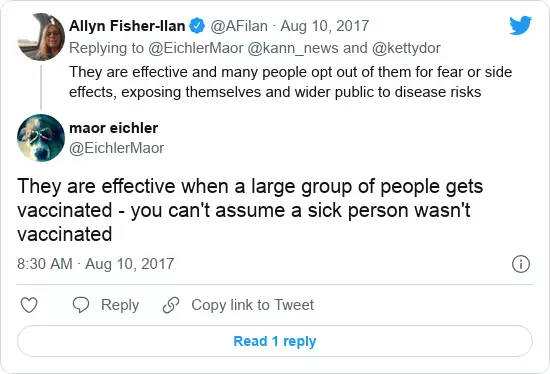 Allyn Fisher-Ilan @AFilan · Aug 10, 2017
Replying to @EichlerMaor @kann_news and @kettydor
They are effective and many people opt out of them for fear or side
effects, exposing themselves and wider public to disease risks
maor eichler
@EichlerMaor
They are effective when a large group of people gets
vaccinated - you can't assume a sick person wasn't
vaccinated
8:30 AM · Aug 10, 2017
Reply
Copy link to Tweet
Read 1 reply